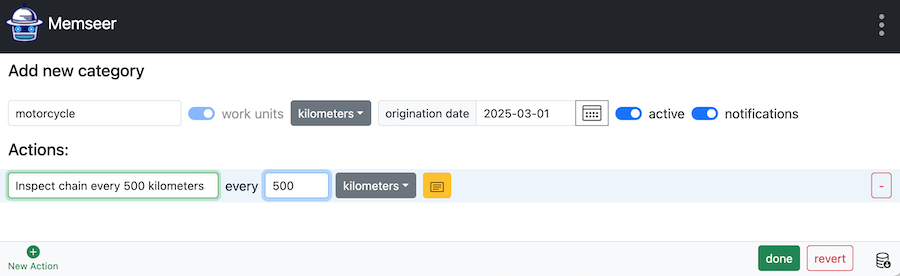 Memseer
Add new category
motorcycle work units kilometers origination date 2025-03-01 active notifications
Actions:
Inspect chain every 500 kilometers every 500 kilometers -
New Action done revert